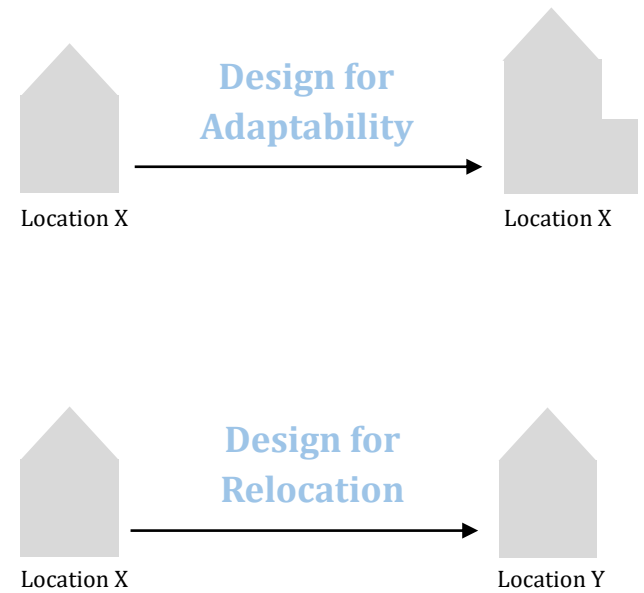 Design for
Adaptability
Location X
Location X
Design for
Relocation
Location X
Location Y